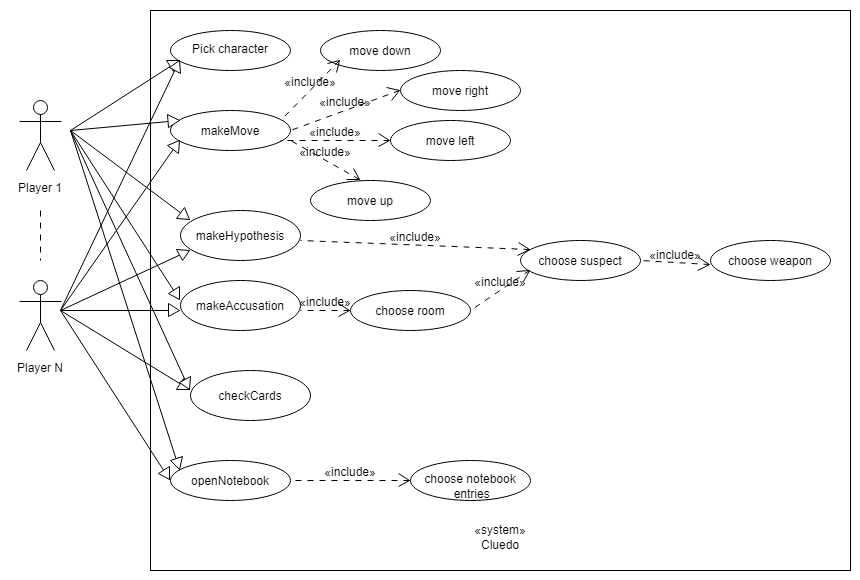 Pick character
move down
«include»
move right
«include»
makeMove
«include»
move left
«include»
Player 1
move up
makeHypothesis
«include»
choose suspect
«include»
choose weapon
«include»
makeAccusation
«include»
choose room
Player N
checkCards
openNotebook
«include»
choose notebook
entries
«system»
Cluedo